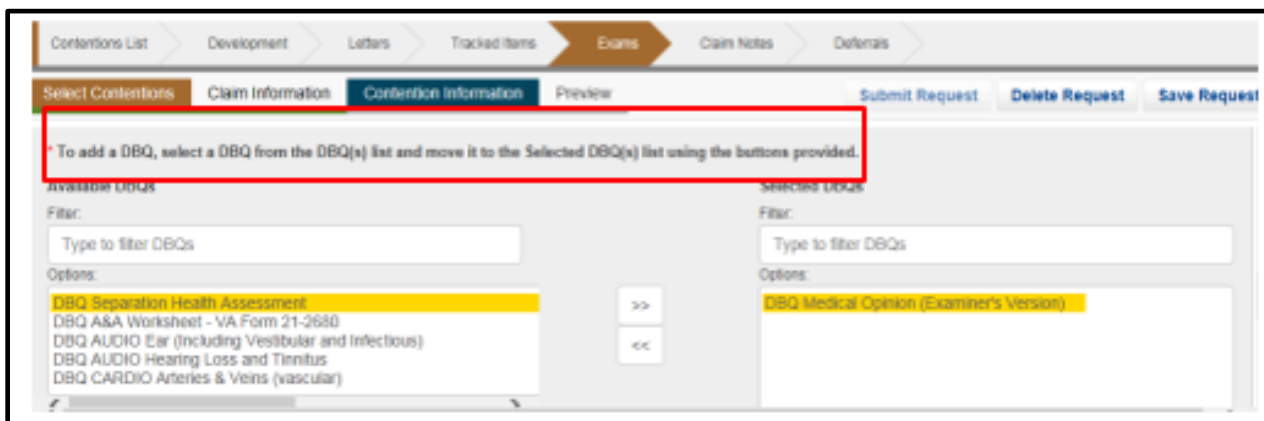 Contentions List Development Letters Tracked Items Exams Claim Notes Deferrals
Select Contentions Claim Information Contention Information Preview Submit Request Delete Request Save Request
* To add a DBQ, select a DBQ from the DBQ(s) list and move it to the Selected DBQ(s) list using the buttons provided.
Available DBQs Selected DBQs
Filter: Filter:
Type to filter DBQs Type to filter DBQs
Options: Options:
DBQ Separation Health Assessment DBQ Medical Opinion (Examiner's Version)
DBQ A&A Worksheet - VA Form 21-2680 >>
DBQ AUDIO Ear (Including Vestibular and Infectious)
DBQ AUDIO Hearing Loss and Tinnitus <<
DBQ CARDIO Arteries & Veins (vascular)